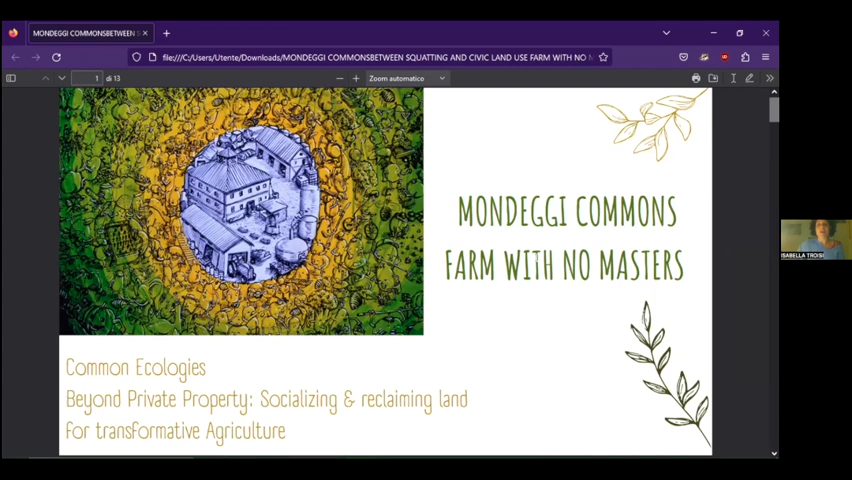 MONDEGGI COMMONSBETWEEN S
file:///C:/Users/Utente/Downloads/MONDEGGI COMMONSBETWEEN SQUATTING AND CIVIC LAND USE FARM WITH NO
1
di 13
Zoom automatico
MONDEGGI COMMONS
FARM WITH NO MASTERS
ISABELLA TROISI
Common Ecologies
Beyond Private Property: Socializing & reclaiming land
for transformative Agriculture